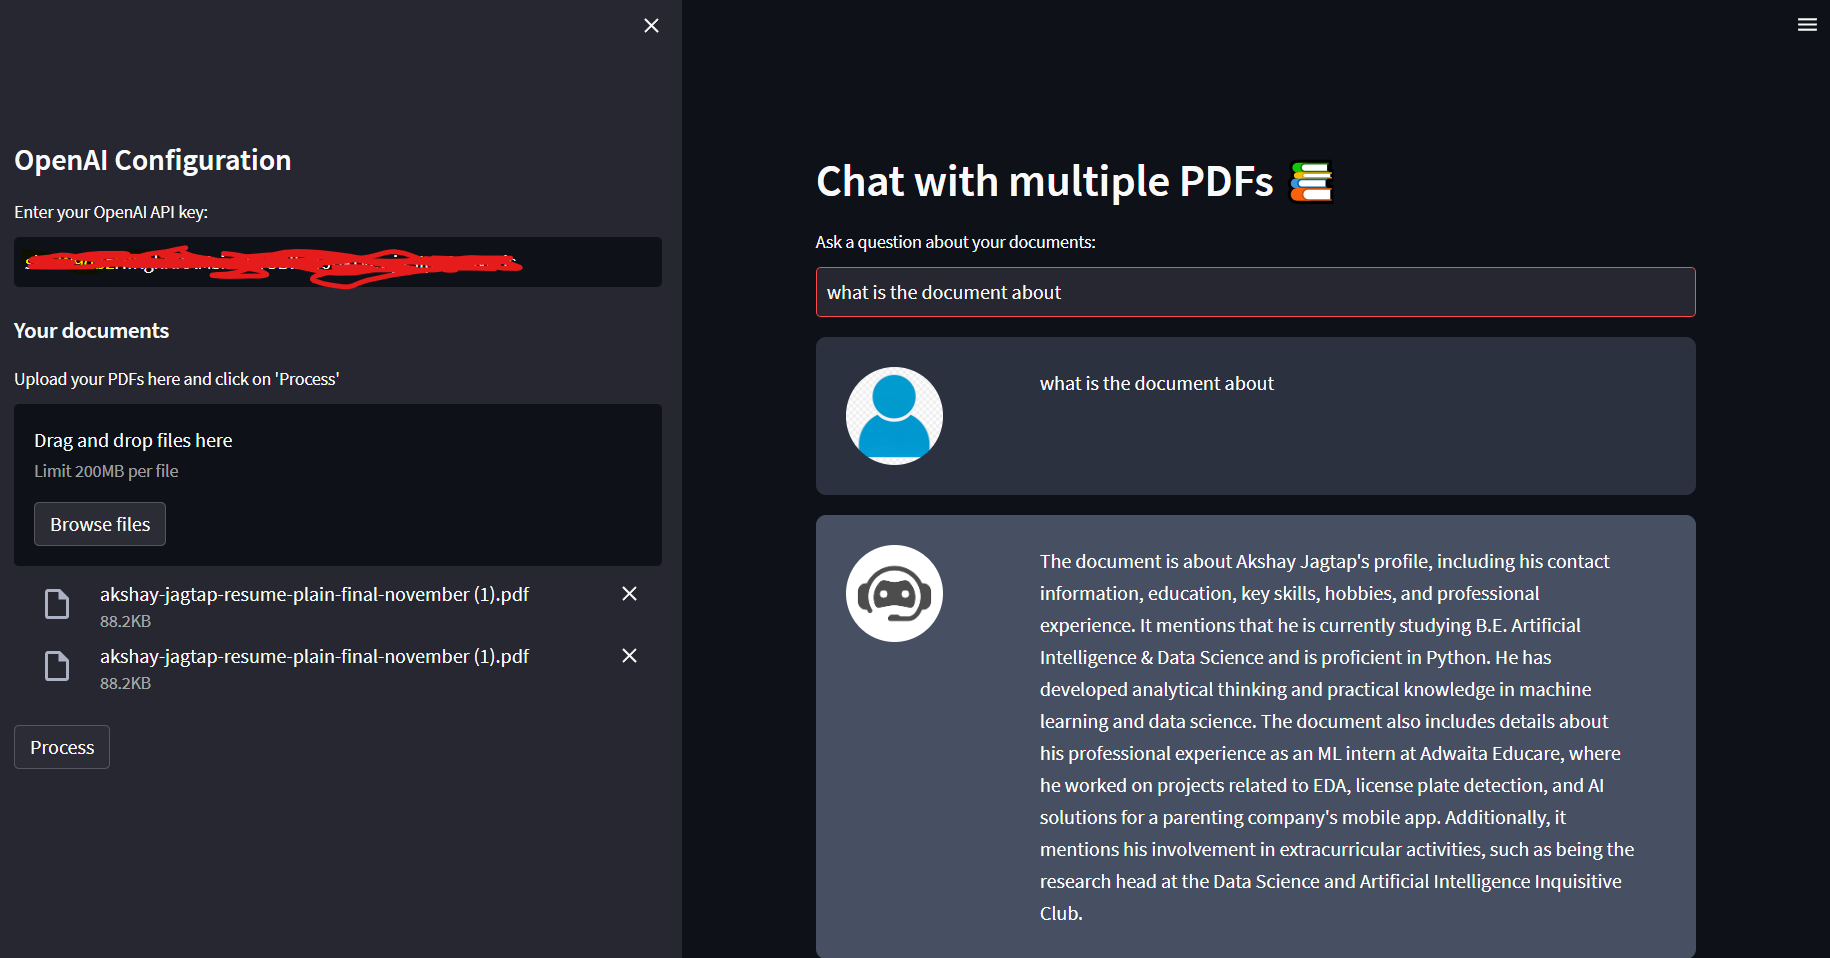 OpenAI Configuration
Enter your OpenAI API key:
Your documents
Upload your PDFs here and click on 'Process'
Drag and drop files here
Limit 200MB per file
Browse files
akshay-jagtap-resume-plain-final-november (1).pdf
88.2KB
akshay-jagtap-resume-plain-final-november (1).pdf
88.2KB
Process
Chat with multiple PDFs
Ask a question about your documents:
what is the document about
what is the document about
The document is about Akshay Jagtap's profile, including his contact
information, education, key skills, hobbies, and professional
experience. It mentions that he is currently studying B.E. Artificial
Intelligence & Data Science and is proficient in Python. He has
developed analytical thinking and practical knowledge in machine
learning and data science. The document also includes details about
his professional experience as an ML intern at Adwaita Educare, where
he worked on projects related to EDA, license plate detection, and AI
solutions for a parenting company's mobile app. Additionally, it
mentions his involvement in extracurricular activities, such as being the
research head at the Data Science and Artificial Intelligence Inquisitive
Club.